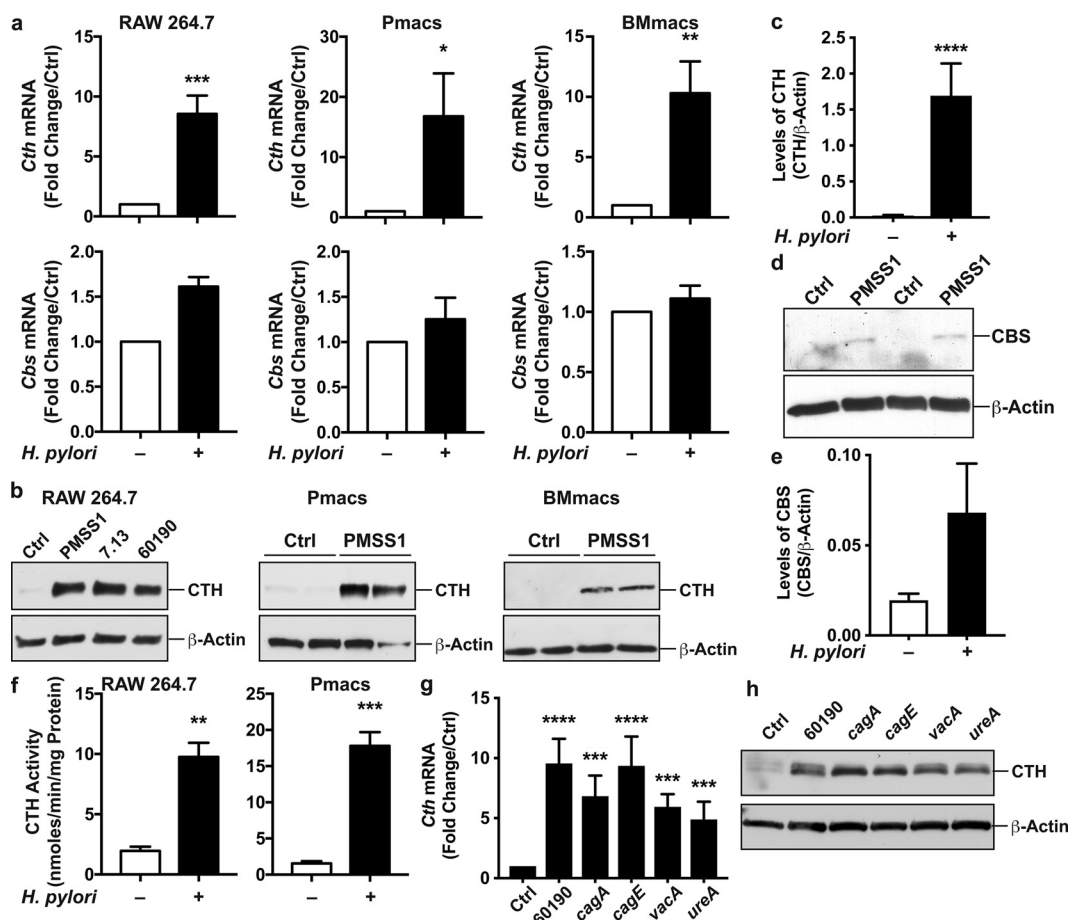 a
RAW 264.7
Pmacs
BMmacs
Cth mRNA
(Fold Change/Ctrl)
15
10
5
0
***
Cth mRNA
(Fold Change/Ctrl)
30
20
10
0
*
Cth mRNA
(Fold Change/Ctrl)
15
10
5
0
**
Cbs mRNA
(Fold Change/Ctrl)
2.0
1.5
1.0
0.5
0.0
H. pylori – +
Cbs mRNA
(Fold Change/Ctrl)
2.0
1.5
1.0
0.5
0.0
H. pylori – +
Cbs mRNA
(Fold Change/Ctrl)
1.5
1.0
0.5
0.0
H. pylori – +
b
RAW 264.7
Ctrl PMSS1 7.13 60190
CTH
β-Actin
Pmacs
Ctrl PMSS1
CTH
β-Actin
BMmacs
Ctrl PMSS1
CTH
β-Actin
c
Levels of CTH
(CTH/β-Actin)
2.5
2.0
1.5
1.0
0.5
0.0
****
H. pylori – +
d
Ctrl PMSS1 Ctrl PMSS1
CBS
β-Actin
e
Levels of CBS
(CBS/β-Actin)
0.10
0.05
0.00
H. pylori – +
f
RAW 264.7
CTH Activity
(nmoles/min/mg Protein)
15
10
5
0
**
H. pylori – +
Pmacs
25
20
15
10
5
0
***
– +
g
Cth mRNA
(Fold Change/Ctrl)
15
10
5
0
**** *** **** *** ***
Ctrl 60190 cagA cagE vacA ureA
h
Ctrl 60190 cagA cagE vacA ureA
CTH
β-Actin